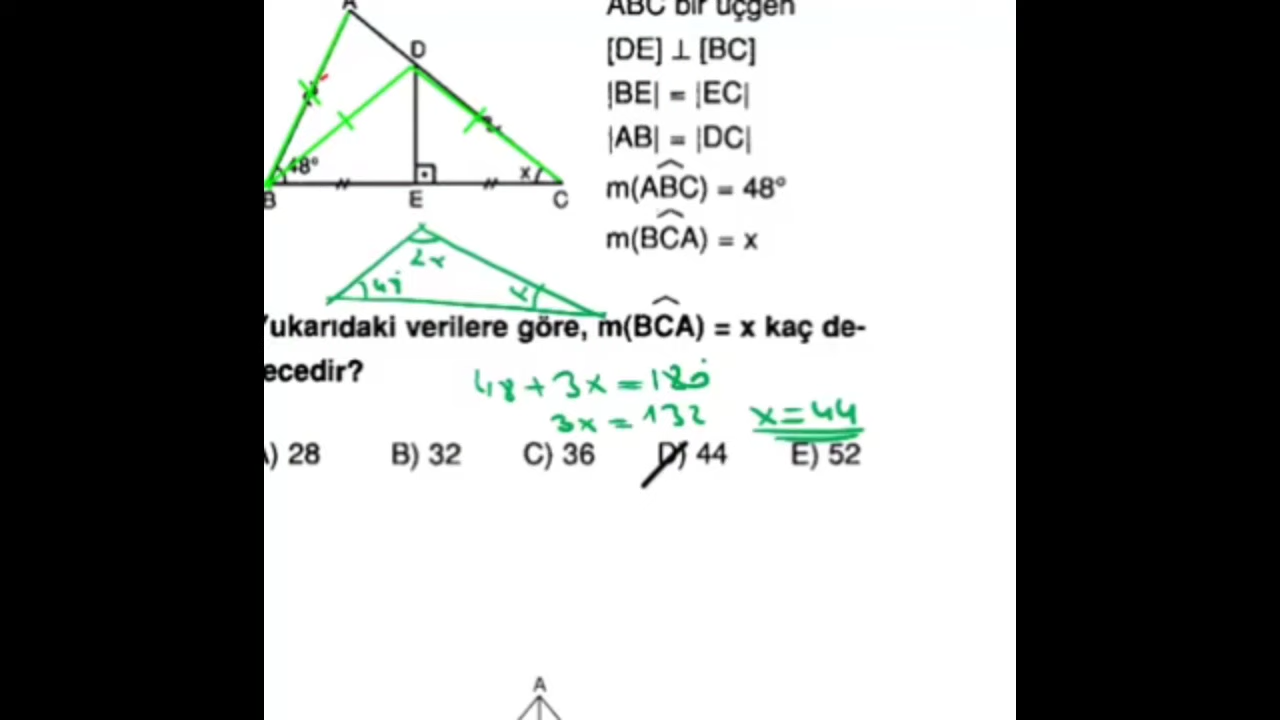 A
ABC bir üçgen
D
[DE] ⊥ [BC]
|BE| = |EC|
|AB| = |DC|
48°
x
m(ABC) = 48°
B
E
C
m(BCA) = x
2x
48°
x
Yukarıdaki verilere göre, m(BCA) = x kaç de-
ecedir?
48 + 3x = 180
3x = 132
x = 44
) 28
B) 32
C) 36
D) 44
E) 52
A